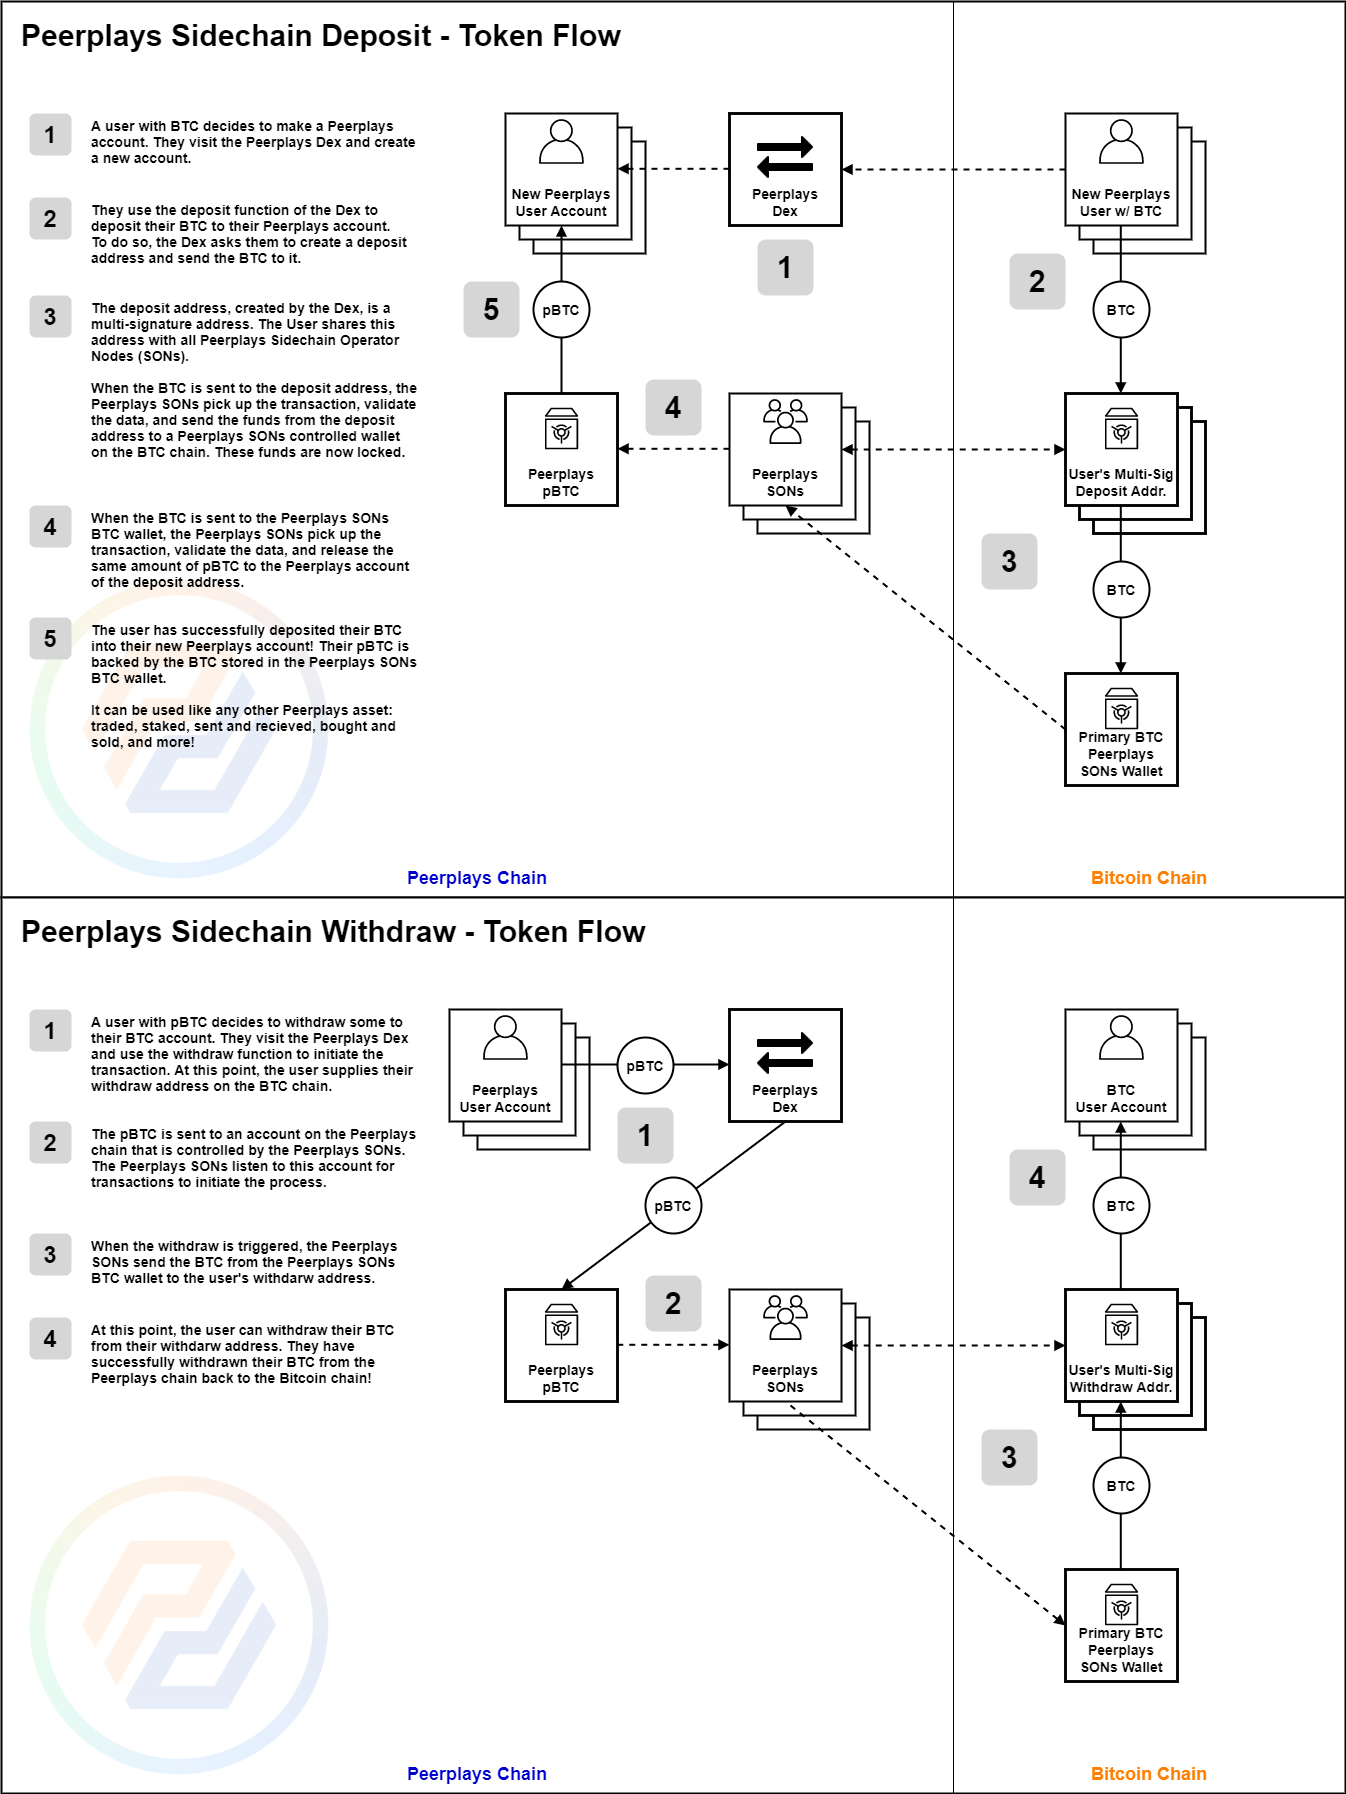 Peerplays Sidechain Deposit - Token Flow
1
A user with BTC decides to make a Peerplays
account. They visit the Peerplays Dex and create
a new account.
2
They use the deposit function of the Dex to
deposit their BTC to their Peerplays account.
To do so, the Dex asks them to create a deposit
address and send the BTC to it.
3
The deposit address, created by the Dex, is a
multi-signature address. The User shares this
address with all Peerplays Sidechain Operator
Nodes (SONs).
When the BTC is sent to the deposit address, the
Peerplays SONs pick up the transaction, validate
the data, and send the funds from the deposit
address to a Peerplays SONs controlled wallet
on the BTC chain. These funds are now locked.
4
When the BTC is sent to the Peerplays SONs
BTC wallet, the Peerplays SONs pick up the
transaction, validate the data, and release the
same amount of pBTC to the Peerplays account
of the deposit address.
5
The user has successfully deposited their BTC
into their new Peerplays account! Their pBTC is
backed by the BTC stored in the Peerplays SONs
BTC wallet.
It can be used like any other Peerplays asset:
traded, staked, sent and recieved, bought and
sold, and more!
New Peerplays
User Account
Peerplays
Dex
New Peerplays
User w/ BTC
1
2
5
pBTC
BTC
4
Peerplays
pBTC
Peerplays
SONs
User's Multi-Sig
Deposit Addr.
3
BTC
Primary BTC
Peerplays
SONs Wallet
Peerplays Chain
Bitcoin Chain
Peerplays Sidechain Withdraw - Token Flow
1
A user with pBTC decides to withdraw some to
their BTC account. They visit the Peerplays Dex
and use the withdraw function to initiate the
transaction. At this point, the user supplies their
withdraw address on the BTC chain.
2
The pBTC is sent to an account on the Peerplays
chain that is controlled by the Peerplays SONs.
The Peerplays SONs listen to this account for
transactions to initiate the process.
3
When the withdraw is triggered, the Peerplays
SONs send the BTC from the Peerplays SONs
BTC wallet to the user's withdarw address.
4
At this point, the user can withdraw their BTC
from their withdarw address. They have
successfully withdrawn their BTC from the
Peerplays chain back to the Bitcoin chain!
Peerplays
User Account
pBTC
Peerplays
Dex
BTC
User Account
1
4
pBTC
BTC
2
Peerplays
pBTC
Peerplays
SONs
User's Multi-Sig
Withdraw Addr.
3
BTC
Primary BTC
Peerplays
SONs Wallet
Peerplays Chain
Bitcoin Chain